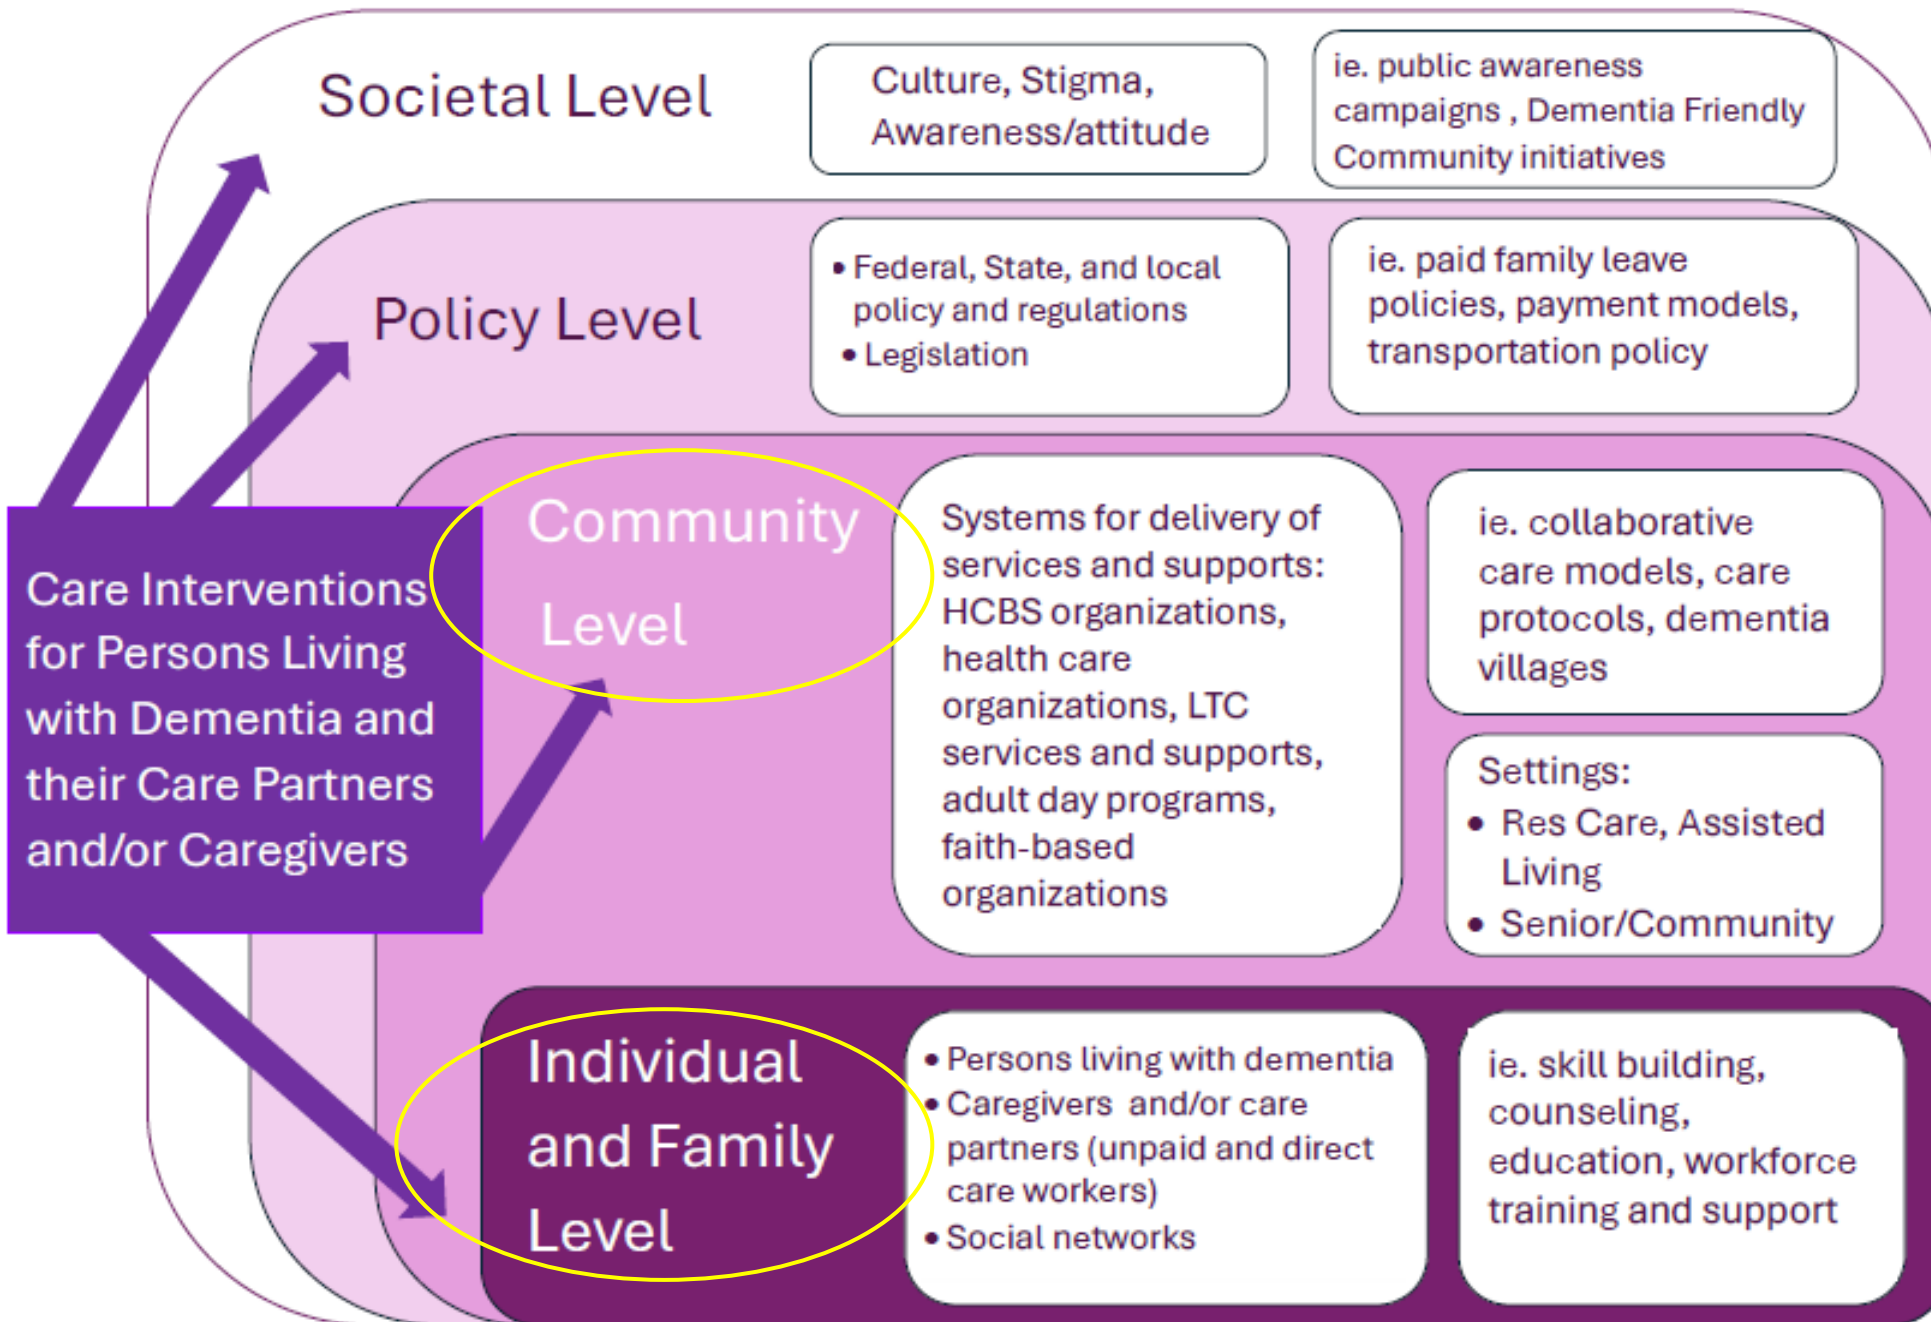 Societal Level
Culture, Stigma,
Awareness/attitude
ie. public awareness
campaigns , Dementia Friendly
Community initiatives
Policy Level
• Federal, State, and local
policy and regulations
• Legislation
ie. paid family leave
policies, payment models,
transportation policy
Care Interventions
for Persons Living
with Dementia and
their Care Partners
and/or Caregivers
Community
Level
Systems for delivery of
services and supports:
HCBS organizations,
health care
organizations, LTC
services and supports,
adult day programs,
faith-based
organizations
ie. collaborative
care models, care
protocols, dementia
villages
Settings:
• Res Care, Assisted
Living
• Senior/Community
Individual
and Family
Level
• Persons living with dementia
• Caregivers and/or care
partners (unpaid and direct
care workers)
• Social networks
ie. skill building,
counseling,
education, workforce
training and support